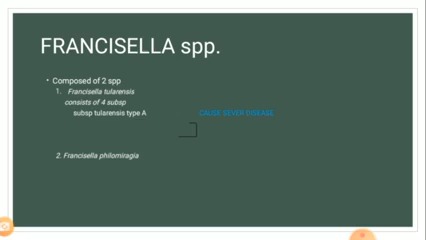 FRANCISELLA spp.
• Composed of 2 spp
1. Francisella tularensis
consists of 4 subsp
subsp tularensis type A CAUSE SEVER DISEASE
2. Francisella philomiragia